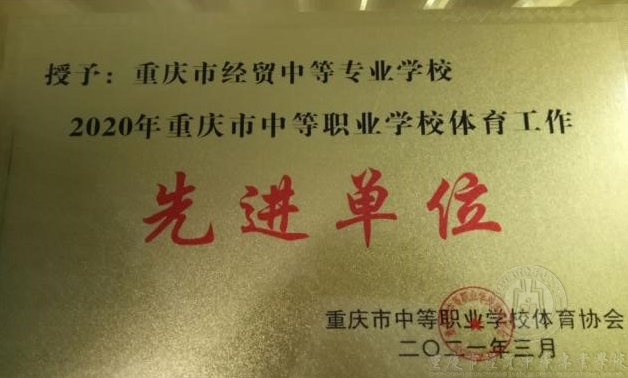 授予：重庆市经贸中等专业学校
2020年重庆市中等职业学校体育工作
先进单位
重庆市中等职业学校体育协会
二〇二一年三月